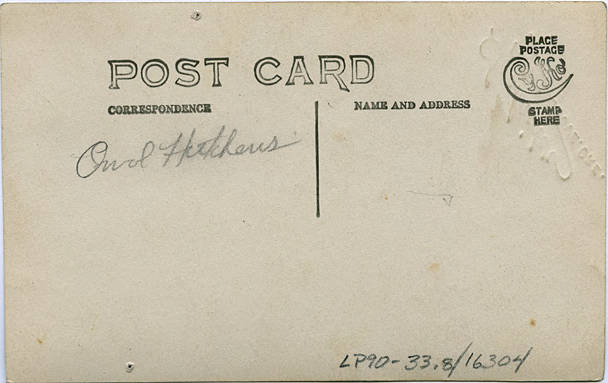 POST CARD
CORRESPONDENCE
NAME AND ADDRESS
PLACE
POSTAGE
STAMP
HERE
LP90-33.8/16304